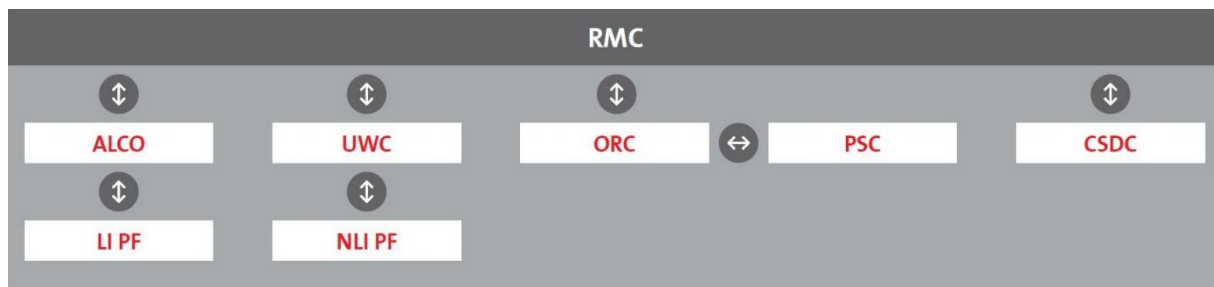 RMC
ALCO UWC ORC PSC CSDC
LI PF NLI PF